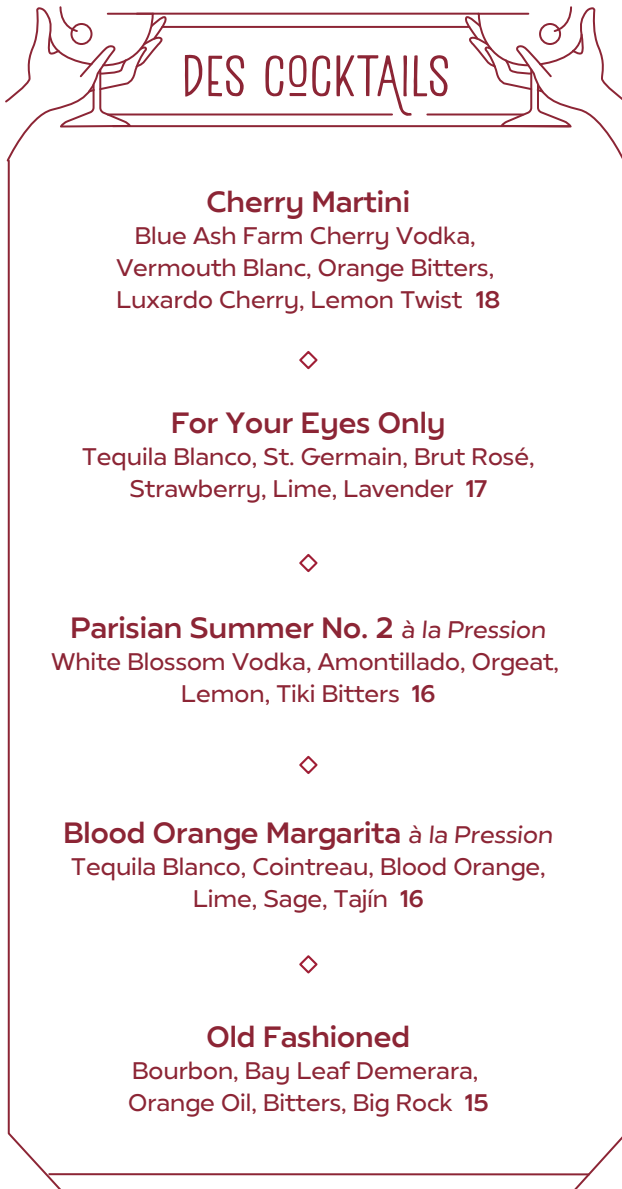 DES COCKTAILS
Cherry Martini
Blue Ash Farm Cherry Vodka,
Vermouth Blanc, Orange Bitters,
Luxardo Cherry, Lemon Twist 18
For Your Eyes Only
Tequila Blanco, St. Germain, Brut Rosé,
Strawberry, Lime, Lavender 17
Parisian Summer No. 2 à la Pression
White Blossom Vodka, Amontillado, Orgeat,
Lemon, Tiki Bitters 16
Blood Orange Margarita à la Pression
Tequila Blanco, Cointreau, Blood Orange,
Lime, Sage, Tajín 16
Old Fashioned
Bourbon, Bay Leaf Demerara,
Orange Oil, Bitters, Big Rock 15